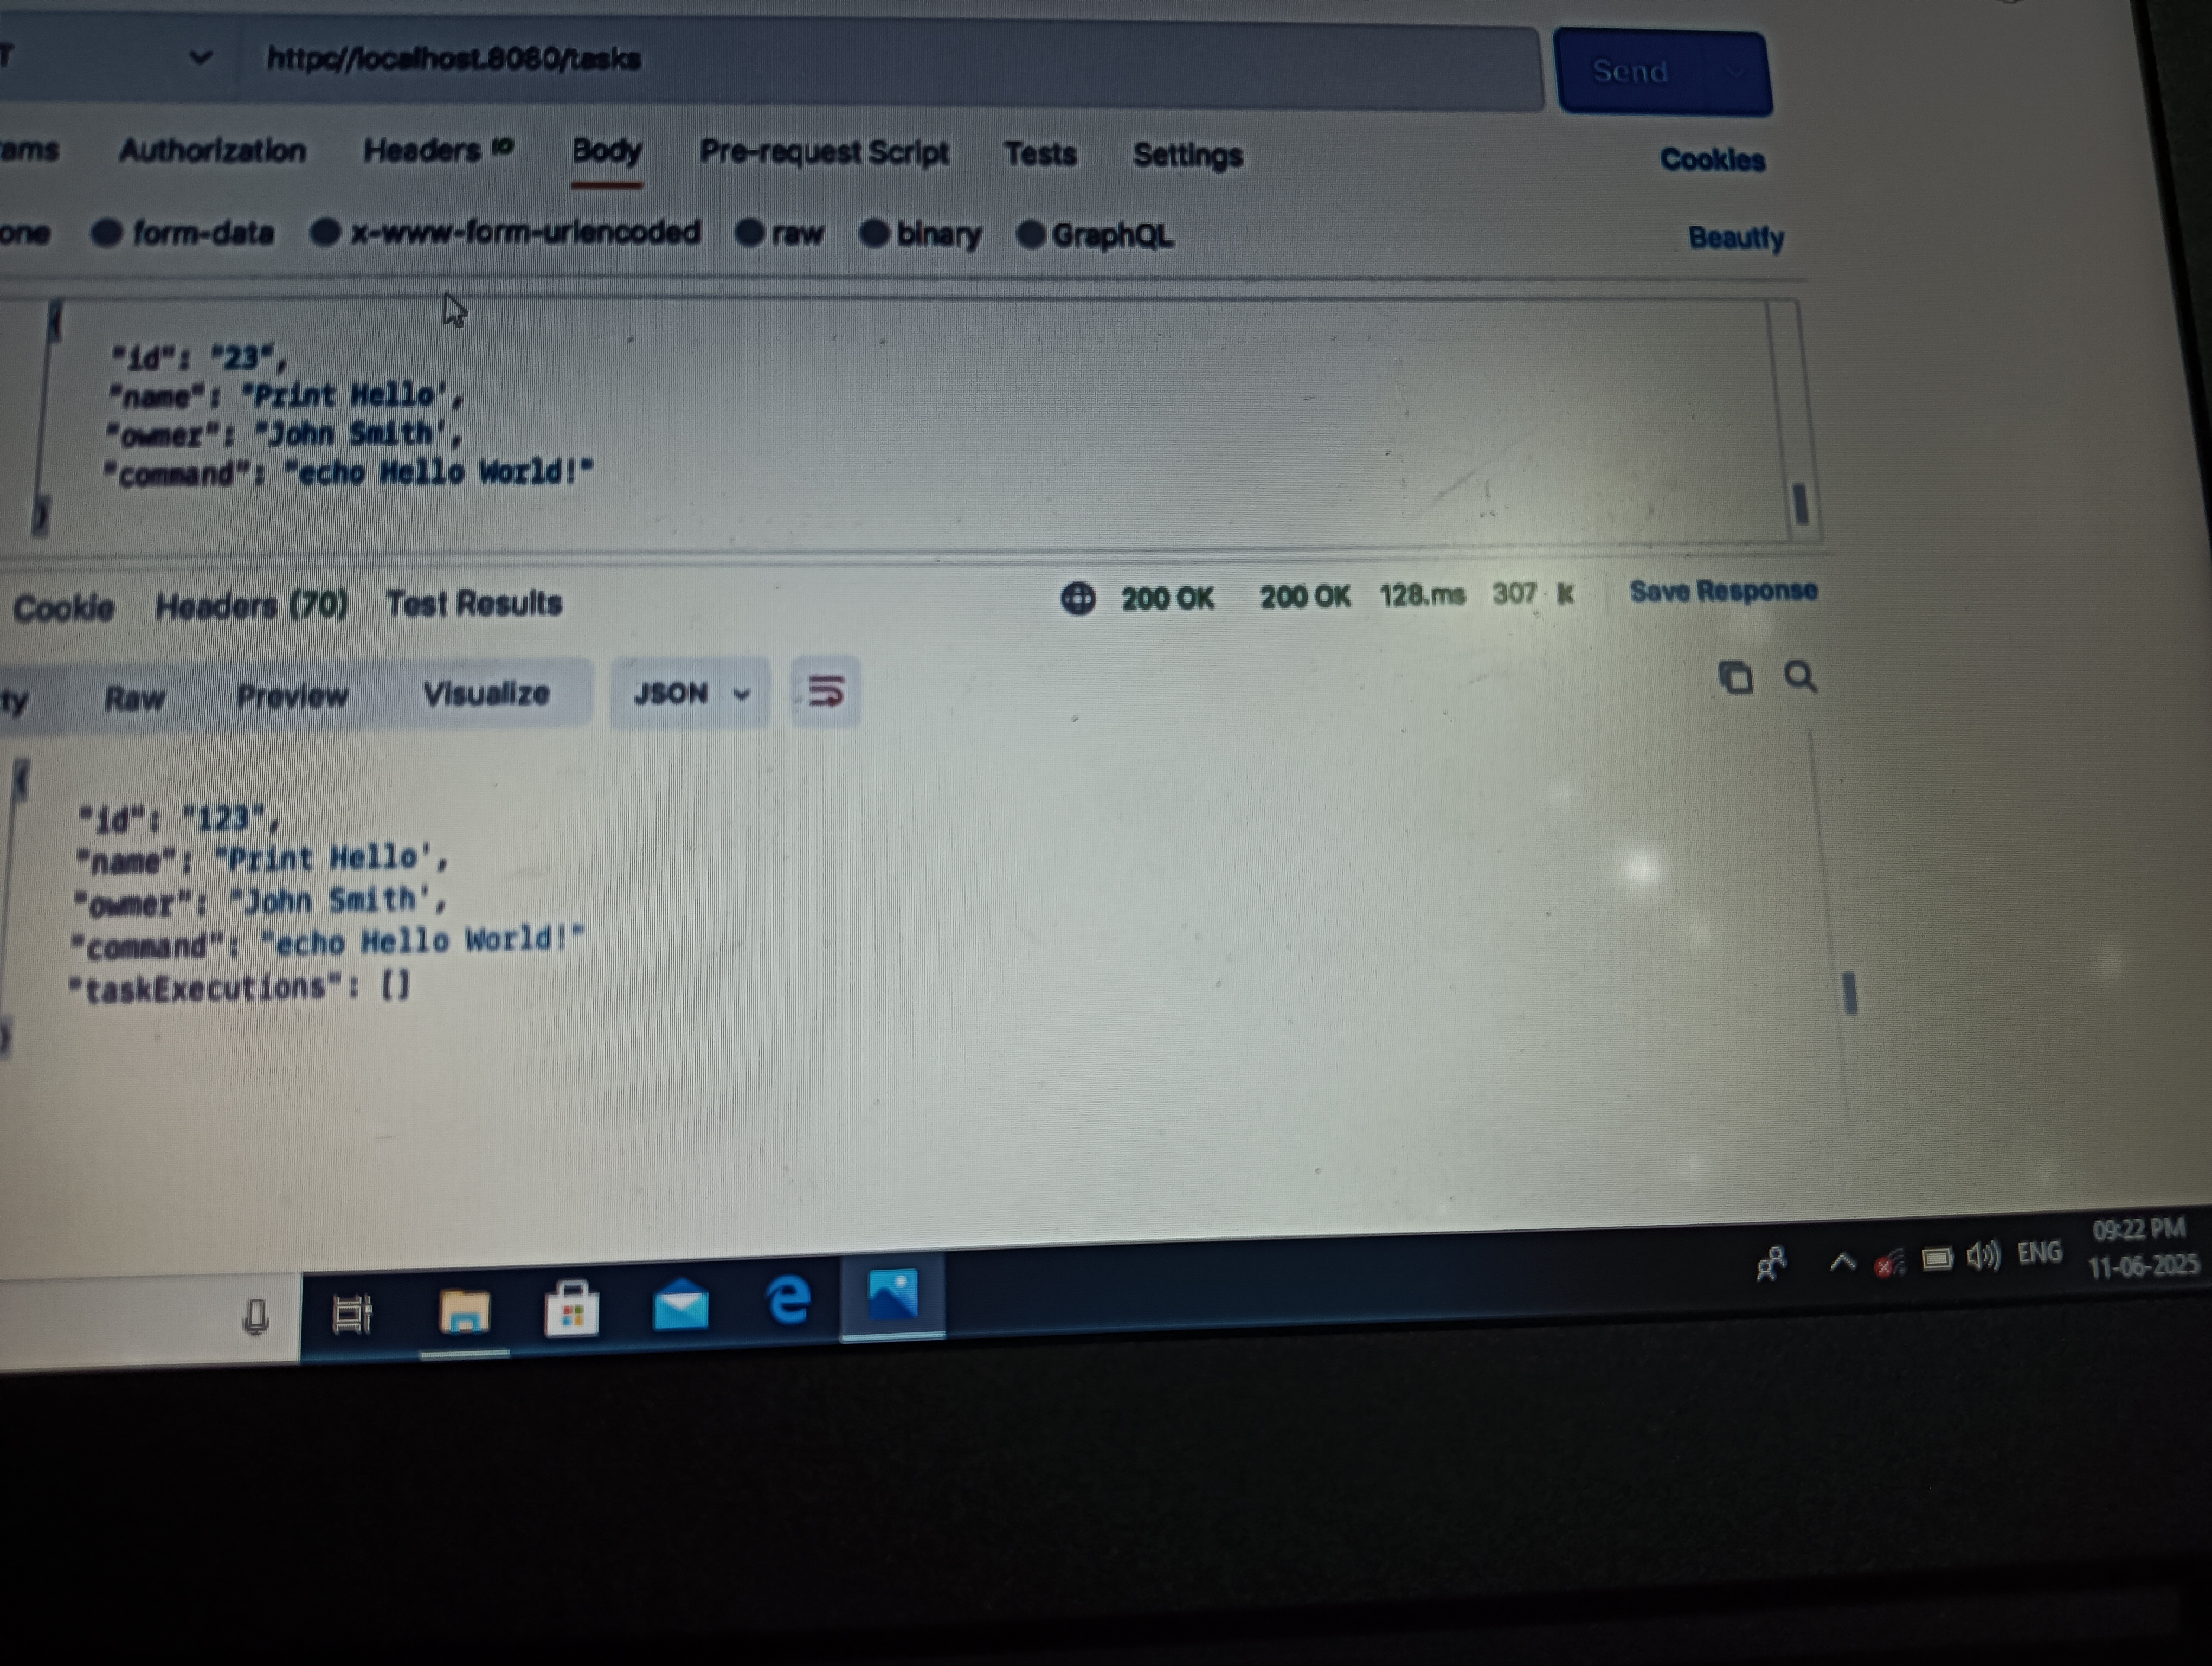 T
httpc//localhost.8080/tasks
Send
ams Authorization Headers 10 Body Pre-request Script Tests Settings Cookies
one form-data x-www-form-urlencoded raw binary GraphQL Beautfy
{
"id": "23",
"name": "Print Hello',
"owmer": "John Smith',
"command": "echo Hello World!"
}
Cookie Headers (70) Test Results 200 OK 200 OK 128.ms 307 k Save Response
ty Raw Preview Visualize JSON
{
"id": "123",
"name": "Print Hello',
"owmer": "John Smith',
"command": "echo Hello World!"
"taskExecutions": []
}
ENG
09:22 PM
11-06-2025